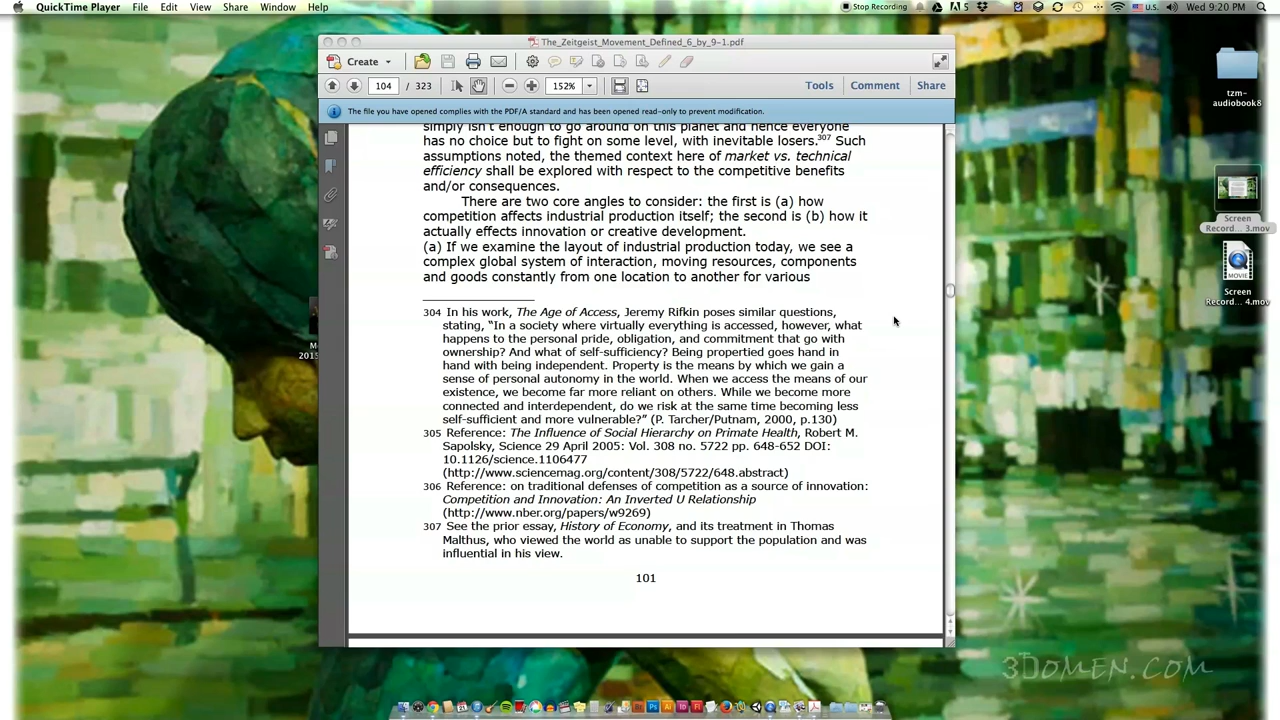 QuickTime Player File Edit View Share Window Help
Stop Recording 5 U.S. Wed 9:20 PM
The_Zeitgeist_Movement_Defined_6_by_9-1.pdf
Create
104 / 323 152% Tools Comment Share
The file you have opened complies with the PDF/A standard and has been opened read-only to prevent modification.
simply isn't enough to go around on this planet and hence everyone
has no choice but to fight on some level, with inevitable losers.307 Such
assumptions noted, the themed context here of market vs. technical
efficiency shall be explored with respect to the competitive benefits
and/or consequences.
There are two core angles to consider: the first is (a) how
competition affects industrial production itself; the second is (b) how it
actually effects innovation or creative development.
(a) If we examine the layout of industrial production today, we see a
complex global system of interaction, moving resources, components
and goods constantly from one location to another for various
304 In his work, The Age of Access, Jeremy Rifkin poses similar questions,
stating, "In a society where virtually everything is accessed, however, what
happens to the personal pride, obligation, and commitment that go with
ownership? And what of self-sufficiency? Being propertied goes hand in
hand with being independent. Property is the means by which we gain a
sense of personal autonomy in the world. When we access the means of our
existence, we become far more reliant on others. While we become more
connected and interdependent, do we risk at the same time becoming less
self-sufficient and more vulnerable?" (P. Tarcher/Putnam, 2000, p.130)
305 Reference: The Influence of Social Hierarchy on Primate Health, Robert M.
Sapolsky, Science 29 April 2005: Vol. 308 no. 5722 pp. 648-652 DOI:
10.1126/science.1106477
(http://www.sciencemag.org/content/308/5722/648.abstract)
306 Reference: on traditional defenses of competition as a source of innovation:
Competition and Innovation: An Inverted U Relationship
(http://www.nber.org/papers/w9269)
307 See the prior essay, History of Economy, and its treatment in Thomas
Malthus, who viewed the world as unable to support the population and was
influential in his view.
101
tzm-
audiobook8
Screen
Record... 3.mov
MOVIE
Screen
Record... 4.mov
3DOMEN.COM